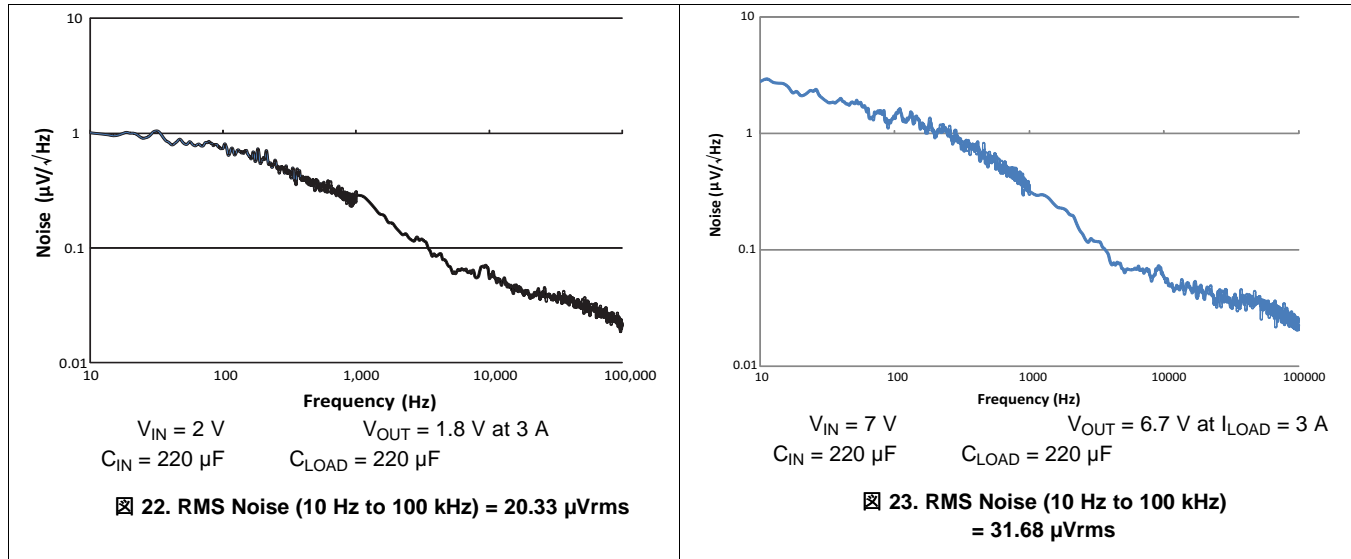 10
1
0.1
0.01
Noise (µV/√Hz)
10 100 1,000 10,000 100,000
Frequency (Hz)
V_IN = 2 V V_OUT = 1.8 V at 3 A
C_IN = 220 µF C_LOAD = 220 µF
図 22. RMS Noise (10 Hz to 100 kHz) = 20.33 µVrms
10
1
0.1
0.01
Noise (µV/√Hz)
10 100 1000 10000 100000
Frequency (Hz)
V_IN = 7 V V_OUT = 6.7 V at I_LOAD = 3 A
C_IN = 220 µF C_LOAD = 220 µF
図 23. RMS Noise (10 Hz to 100 kHz)
= 31.68 µVrms